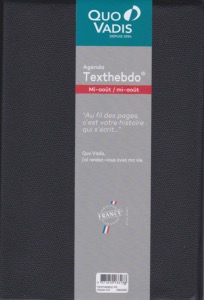 QUO
VADIS
DEPUIS 1954
Agenda
Texthebdo®
Mi-août / mi-août
"Au fil des pages,
c'est votre histoire
qui s'écrit..."
Quo Vadis,
j'ai rendez-vous avec ma vie.
FRANCE